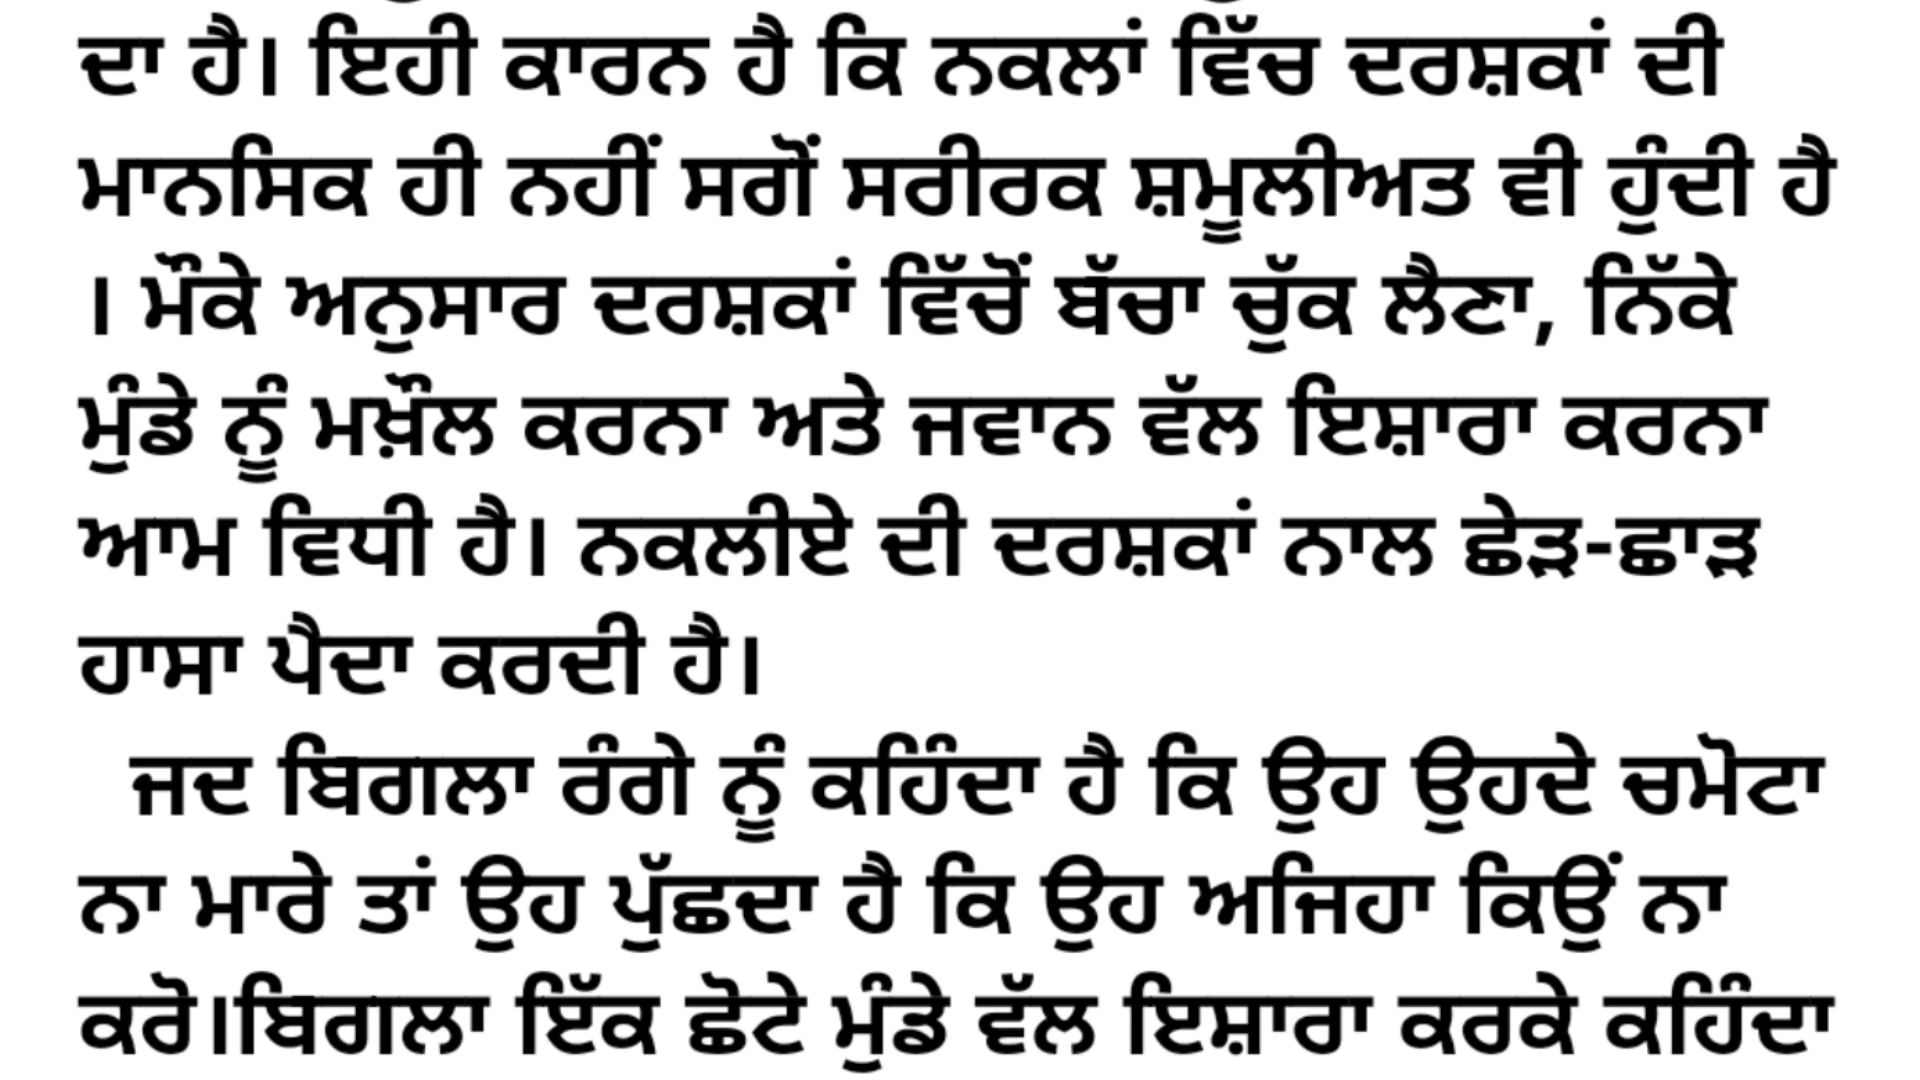 ਦਾ ਹੈ। ਇਹੀ ਕਾਰਨ ਹੈ ਕਿ ਨਕਲਾਂ ਵਿੱਚ ਦਰਸ਼ਕਾਂ ਦੀ
ਮਾਨਸਿਕ ਹੀ ਨਹੀਂ ਸਗੋਂ ਸਰੀਰਕ ਸ਼ਮੂਲੀਅਤ ਵੀ ਹੁੰਦੀ ਹੈ
। ਮੌਕੇ ਅਨੁਸਾਰ ਦਰਸ਼ਕਾਂ ਵਿੱਚੋਂ ਬੱਚਾ ਚੁੱਕ ਲੈਣਾ, ਨਿੱਕੇ
ਮੁੰਡੇ ਨੂੰ ਮਖ਼ੌਲ ਕਰਨਾ ਅਤੇ ਜਵਾਨ ਵੱਲ ਇਸ਼ਾਰਾ ਕਰਨਾ
ਆਮ ਵਿਧੀ ਹੈ। ਨਕਲੀਏ ਦੀ ਦਰਸ਼ਕਾਂ ਨਾਲ ਛੇੜ-ਛਾੜ
ਹਾਸਾ ਪੈਦਾ ਕਰਦੀ ਹੈ।
ਜਦ ਬਿਗਲਾ ਰੰਗੇ ਨੂੰ ਕਹਿੰਦਾ ਹੈ ਕਿ ਉਹ ਉਹਦੇ ਚਮੋਟਾ
ਨਾ ਮਾਰੇ ਤਾਂ ਉਹ ਪੁੱਛਦਾ ਹੈ ਕਿ ਉਹ ਅਜਿਹਾ ਕਿਉਂ ਨਾ
ਕਰੋ।ਬਿਗਲਾ ਇੱਕ ਛੋਟੇ ਮੁੰਡੇ ਵੱਲ ਇਸ਼ਾਰਾ ਕਰਕੇ ਕਹਿੰਦਾ